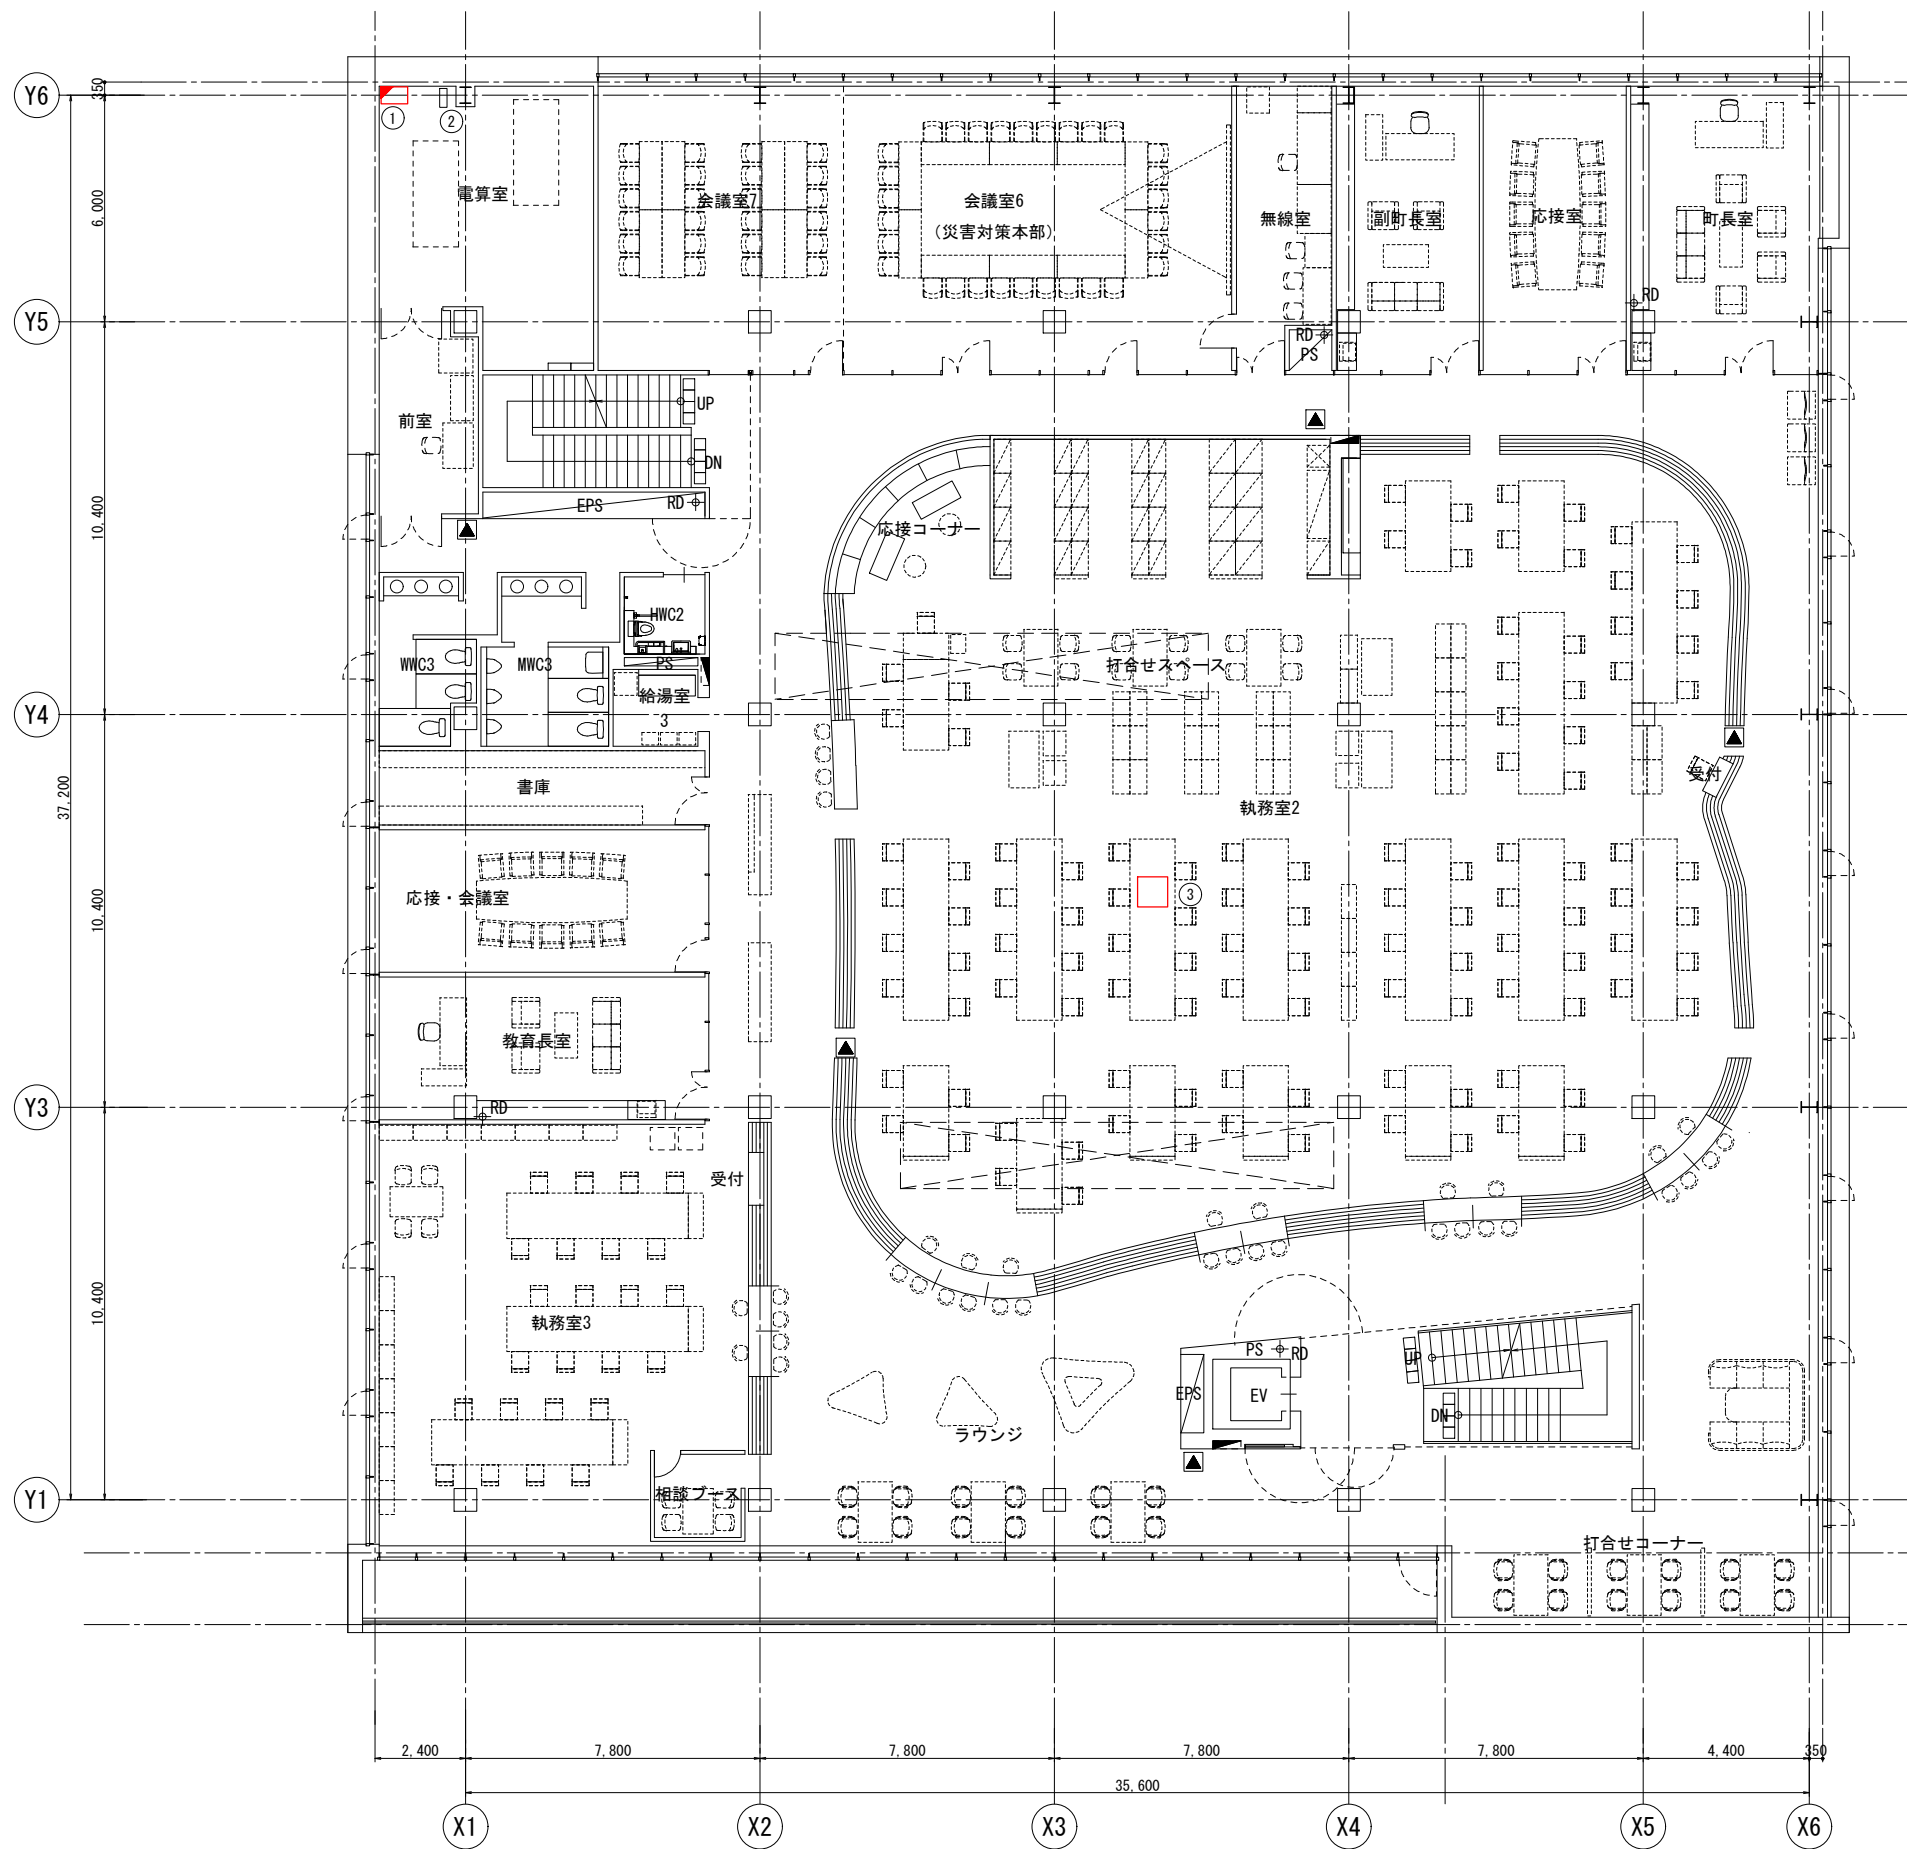 Y6
350
①
②
電算室
会議室7
会議室6
(災害対策本部)
無線室
副町長室
応接室
町長室
6,000
Y5
RD
RD
PS
前室
UP
DN
EPS
RD
応接コーナー
10,400
HWC2
WWC3
MWC3
PS
給湯室
3
打合せスペース
Y4
書庫
受付
執務室2
37,200
応接・会議室
③
10,400
教育長室
Y3
RD
受付
執務室3
10,400
PS
RD
UP
EPS
EV
DN
ラウンジ
相談ブース
Y1
打合せコーナー
2,400
7,800
7,800
7,800
7,800
4,400
350
35,600
X1
X2
X3
X4
X5
X6